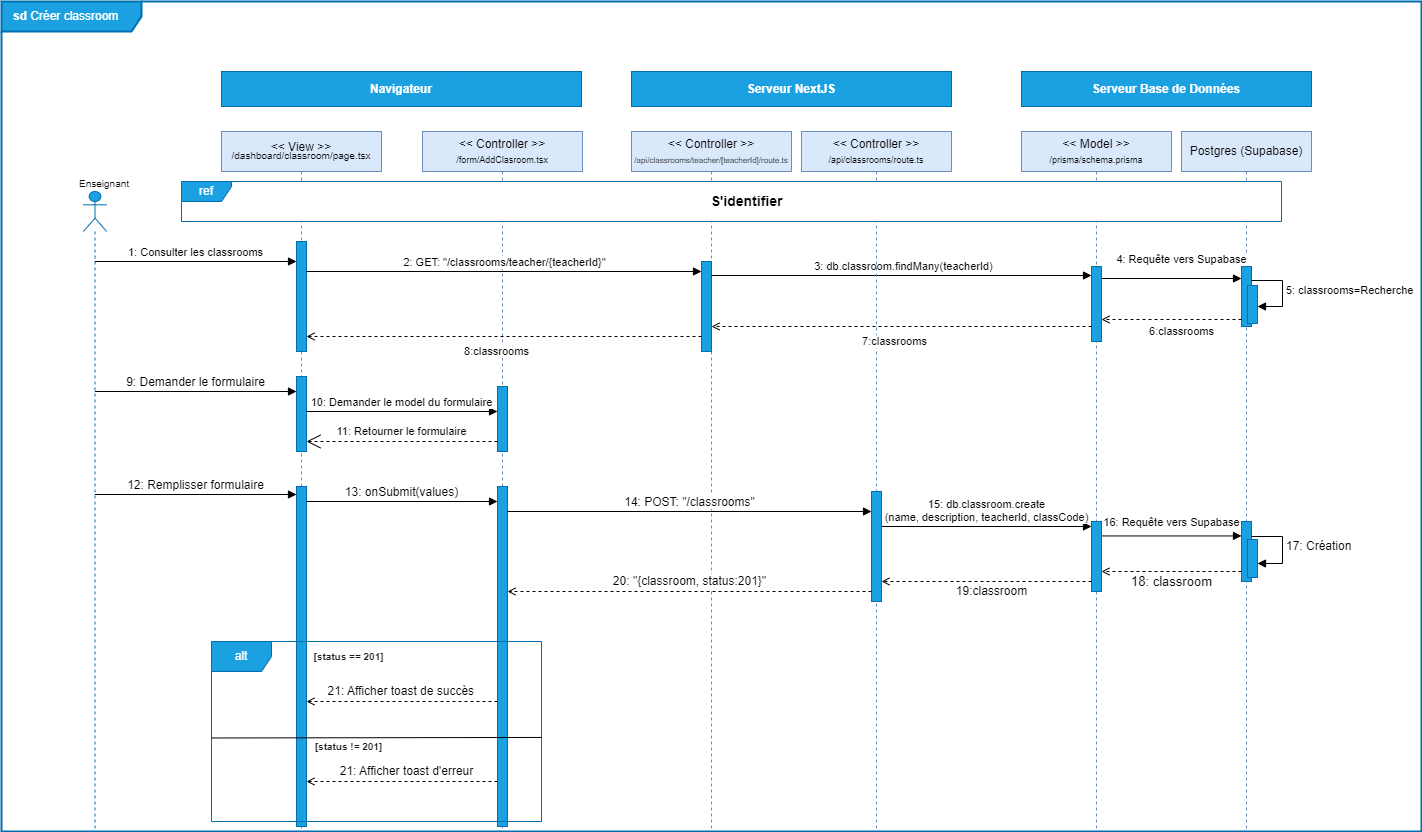 sd Créer classroom
Navigateur
Serveur NextJS
Serveur Base de Données
<< View >>
/dashboard/classroom/page.tsx
<< Controller >>
/form/AddClasroom.tsx
<< Controller >>
/api/classrooms/teacher/[teacherId]/route.ts
<< Controller >>
/api/classrooms/route.ts
<< Model >>
/prisma/schema.prisma
Postgres (Supabase)
Enseignant
ref
S'identifier
1: Consulter les classrooms
2: GET: "/classrooms/teacher/{teacherId}"
3: db.classroom.findMany(teacherId)
4: Requête vers Supabase
5: classrooms=Recherche
6:classrooms
7:classrooms
8:classrooms
9: Demander le formulaire
10: Demander le model du formulaire
11: Retourner le formulaire
12: Remplisser formulaire
13: onSubmit(values)
14: POST: "/classrooms"
15: db.classroom.create
(name, description, teacherId, classCode)
16: Requête vers Supabase
17: Création
18: classroom
19:classroom
20: "{classroom, status:201}"
alt
[status == 201]
21: Afficher toast de succès
[status != 201]
21: Afficher toast d'erreur